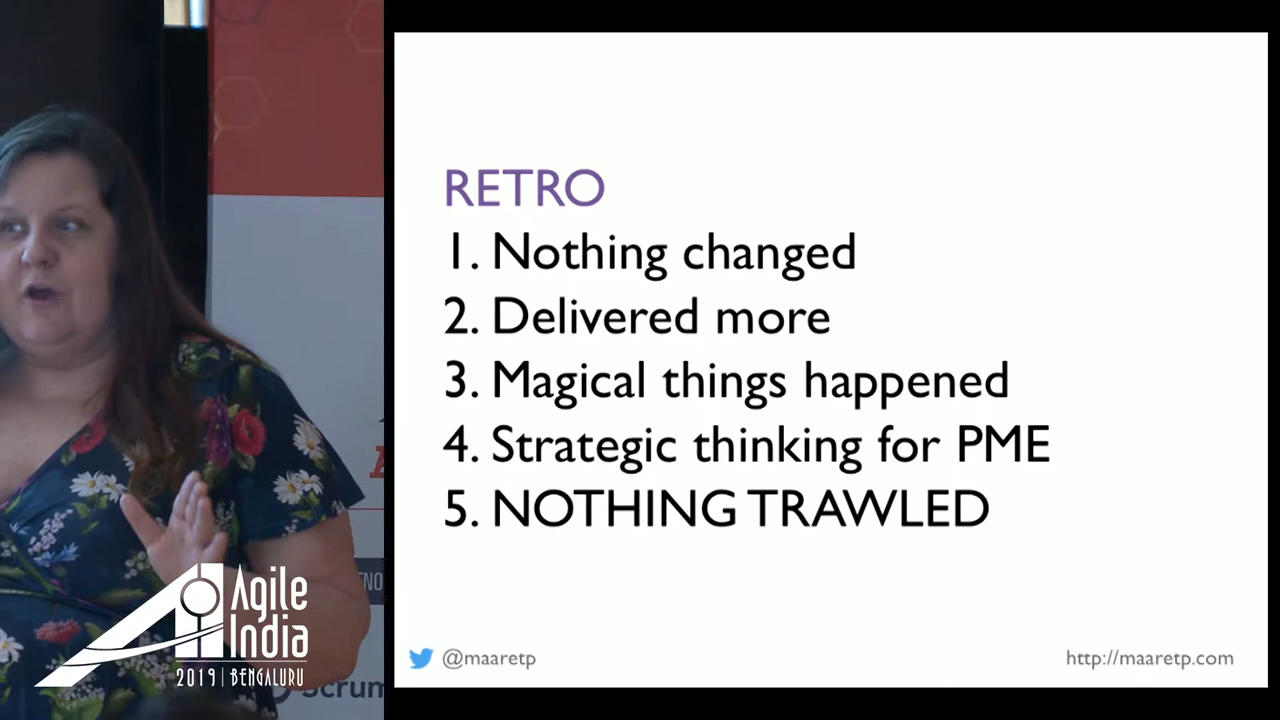 RETRO
1. Nothing changed
2. Delivered more
3. Magical things happened
4. Strategic thinking for PME
5. NOTHING TRAWLED
@maaretp
http://maaretp.com
Agile
India
2019 | BENGALURU
Scrum